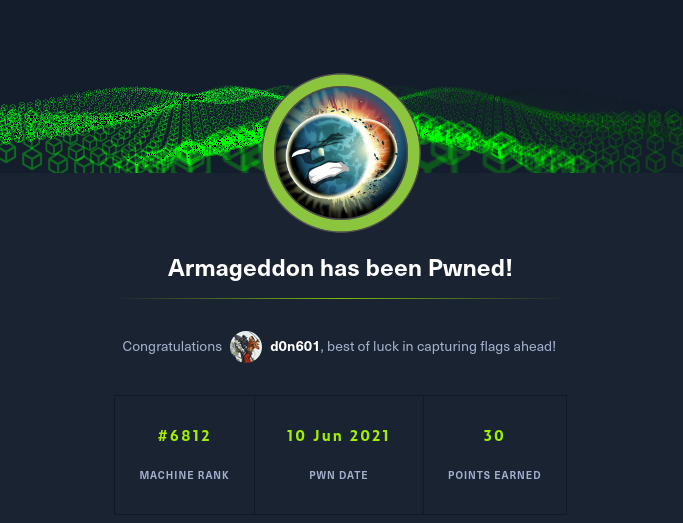 Armageddon has been Pwned!
Congratulations d0n601, best of luck in capturing flags ahead!
#6812 10 Jun 2021 30
MACHINE RANK PWN DATE POINTS EARNED